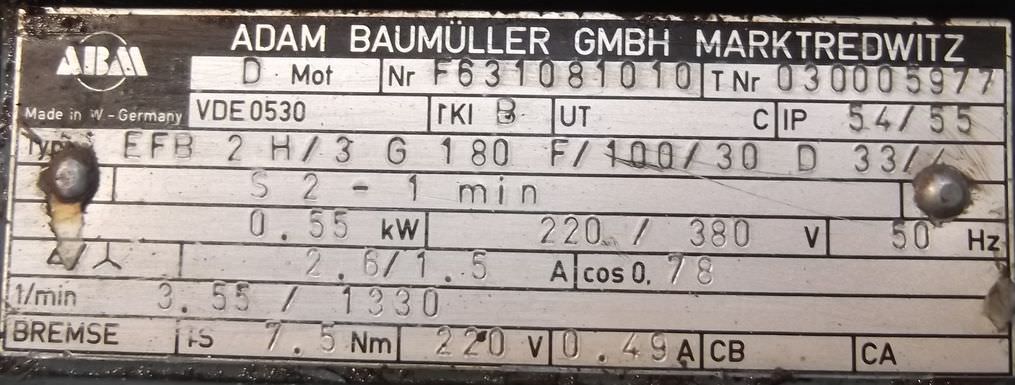 ABM ADAM BAUMÜLLER GMBH MARKTREDWITZ
D Mot Nr F631081010 T Nr 030005977
Made in W-Germany VDE 0530 IKI B UT C IP 54/55
Typ EFB 2 H/3 G 180 F/100/30 D 33//
S2-1 min
0.55 kW 220 / 380 V 50 Hz
2.6/1.5 A cos 0.78
1/min 3.55 / 1330
BREMSE IS 7.5 Nm 220 V 0.49 A CB CA